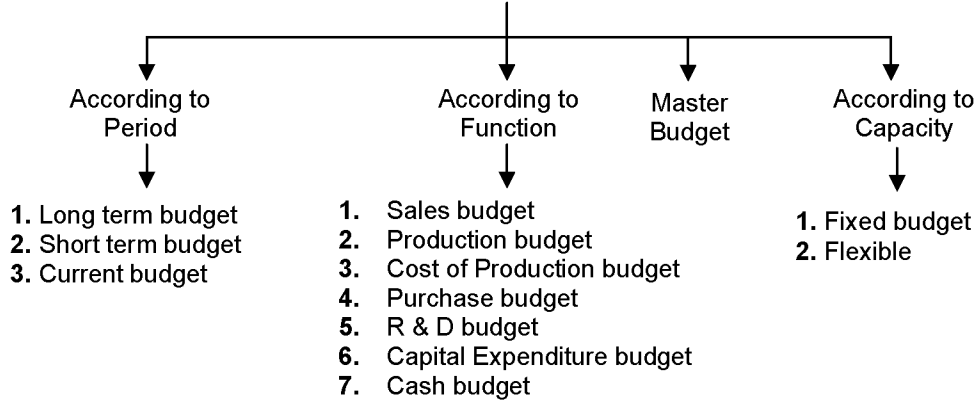 According to
Period
1. Long term budget
2. Short term budget
3. Current budget
According to
Function
1. Sales budget
2. Production budget
3. Cost of Production budget
4. Purchase budget
5. R & D budget
6. Capital Expenditure budget
7. Cash budget
Master
Budget
According to
Capacity
1. Fixed budget
2. Flexible